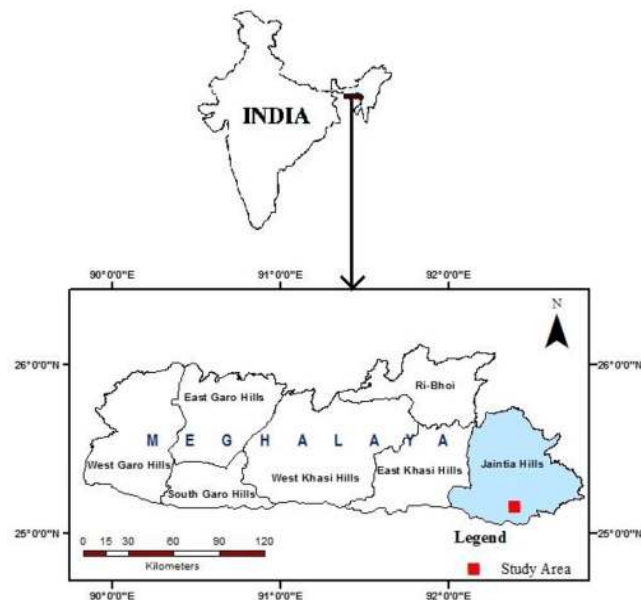 INDIA
90°0'0"E 91°0'0"E 92°0'0"E
N
26°0'0"N 26°0'0"N
Ri-Bhoi
East Garo Hills
M E G H A L A Y A
West Garo Hills
Jaintia Hills
East Khasi Hills
West Khasi Hills
South Garo Hills
25°0'0"N 25°0'0"N
Legend
0 15 30 60 90 120
Kilometers
Study Area
90°0'0"E 91°0'0"E 92°0'0"E